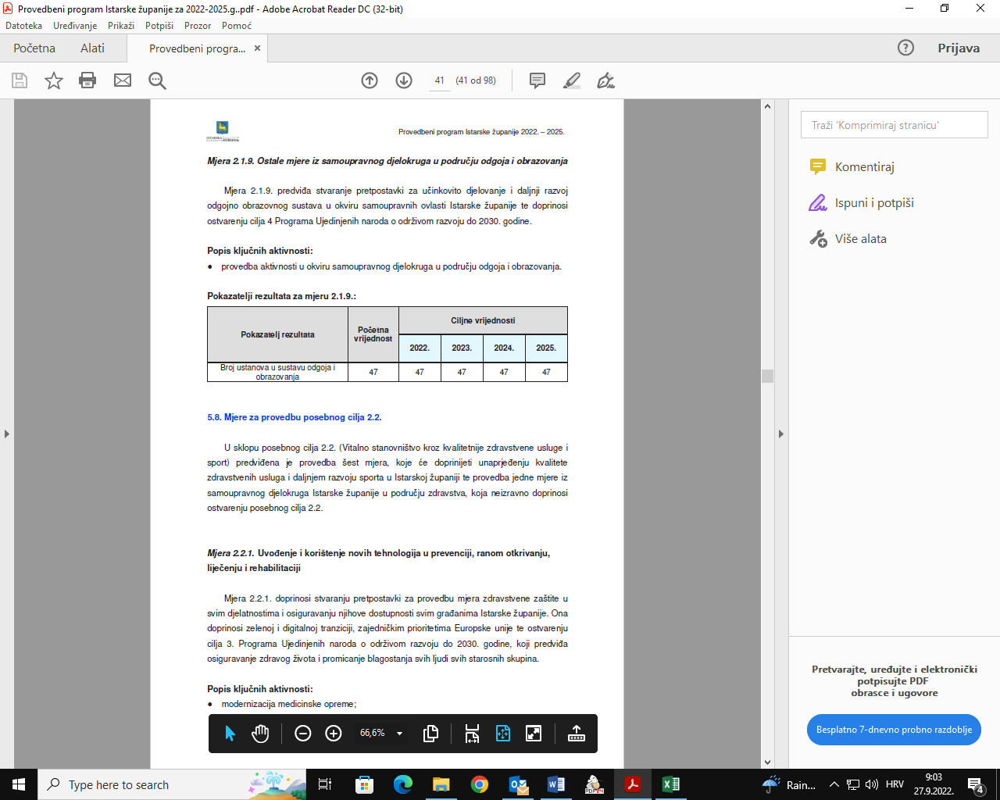 Provedbeni program Istarske županije za 2022-2025.g..pdf - Adobe Acrobat Reader DC (32-bit)
Datoteka Uređivanje Prikaži Potpiši Prozor Pomoć
Početna Alati Provedbeni progra... × Prijava
41 (41 od 98)
Provedbeni program Istarske županije 2022. – 2025.
Mjera 2.1.9. Ostale mjere iz samoupravnog djelokruga u području odgoja i obrazovanja
Mjera 2.1.9. predviđa stvaranje pretpostavki za učinkovito djelovanje i daljnji razvoj
odgojno obrazovnog sustava u okviru samoupravnih ovlasti Istarske županije te doprinosi
ostvarenju cilja 4 Programa Ujedinjenih naroda o održivom razvoju do 2030. godine.
Popis ključnih aktivnosti:
● provedba aktivnosti u okviru samoupravnog djelokruga u području odgoja i obrazovanja.
Pokazatelji rezultata za mjeru 2.1.9.:
Pokazatelj rezultata
Početna
vrijednost
Ciljne vrijednosti
2022. 2023. 2024. 2025.
Broj ustanova u sustavu odgoja i
obrazovanja
47 47 47 47 47
5.8. Mjere za provedbu posebnog cilja 2.2.
U sklopu posebnog cilja 2.2. (Vitalno stanovništvo kroz kvalitetnije zdravstvene usluge i
sport) predviđena je provedba šest mjera, koje će doprinijeti unaprjeđenju kvalitete
zdravstvenih usluga i daljnjem razvoju sporta u Istarskoj županiji te provedba jedne mjere iz
samoupravnog djelokruga Istarske županije u području zdravstva, koja neizravno doprinosi
ostvarenju posebnog cilja 2.2.
Mjera 2.2.1. Uvođenje i korištenje novih tehnologija u prevenciji, ranom otkrivanju,
liječenju i rehabilitaciji
Mjera 2.2.1. doprinosi stvaranju pretpostavki za provedbu mjera zdravstvene zaštite u
svim djelatnostima i osiguravanju njihove dostupnosti svim građanima Istarske županije. Ona
doprinosi zelenoj i digitalnoj tranziciji, zajedničkim prioritetima Europske unije te ostvarenju
cilja 3. Programa Ujedinjenih naroda o održivom razvoju do 2030. godine, koji predviđa
osiguravanje zdravog života i promicanje blagostanja svih ljudi svih starosnih skupina.
Popis ključnih aktivnosti:
● modernizacija medicinske opreme;
66,6%
Traži 'Komprimiraj stranicu'
Komentiraj
Ispuni i potpiši
Više alata
Pretvarajte, uređujte i elektronički
potpisujte PDF
obrasce i ugovore
Besplatno 7-dnevno probno razdoblje
Type here to search
Rain...
HRV
9:03
27.9.2022.
4